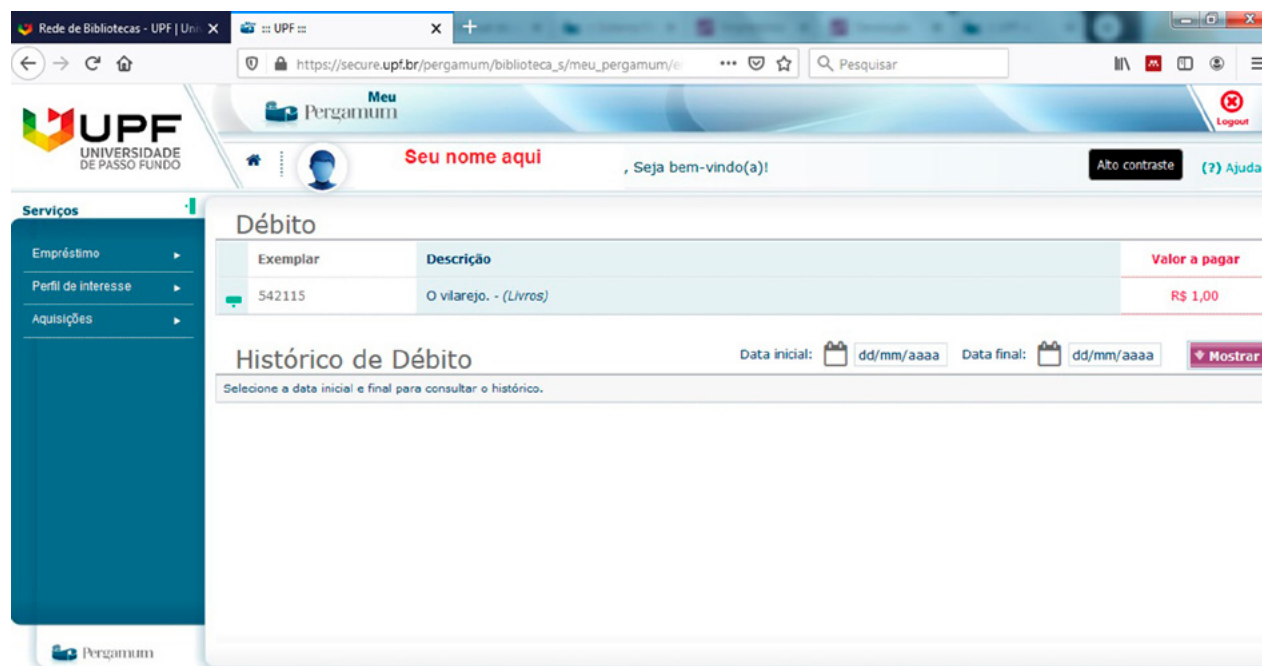 Rede de Bibliotecas - UPF | Uni
::: UPF :::
https://secure.upf.br/pergamum/biblioteca_s/meu_pergamum/e
Pesquisar
UPF
UNIVERSIDADE
DE PASSO FUNDO
Meu
Pergamum
Logout
Seu nome aqui
, Seja bem-vindo(a)!
Alto contraste
(?) Ajuda
Serviços
Empréstimo
Perfil de interesse
Aquisições
Débito
Exemplar Descrição Valor a pagar
542115 O vilarejo. - (Livros) R$ 1,00
Histórico de Débito Data inicial: dd/mm/aaaa Data final: dd/mm/aaaa Mostrar
Selecione a data inicial e final para consultar o histórico.
Pergamum